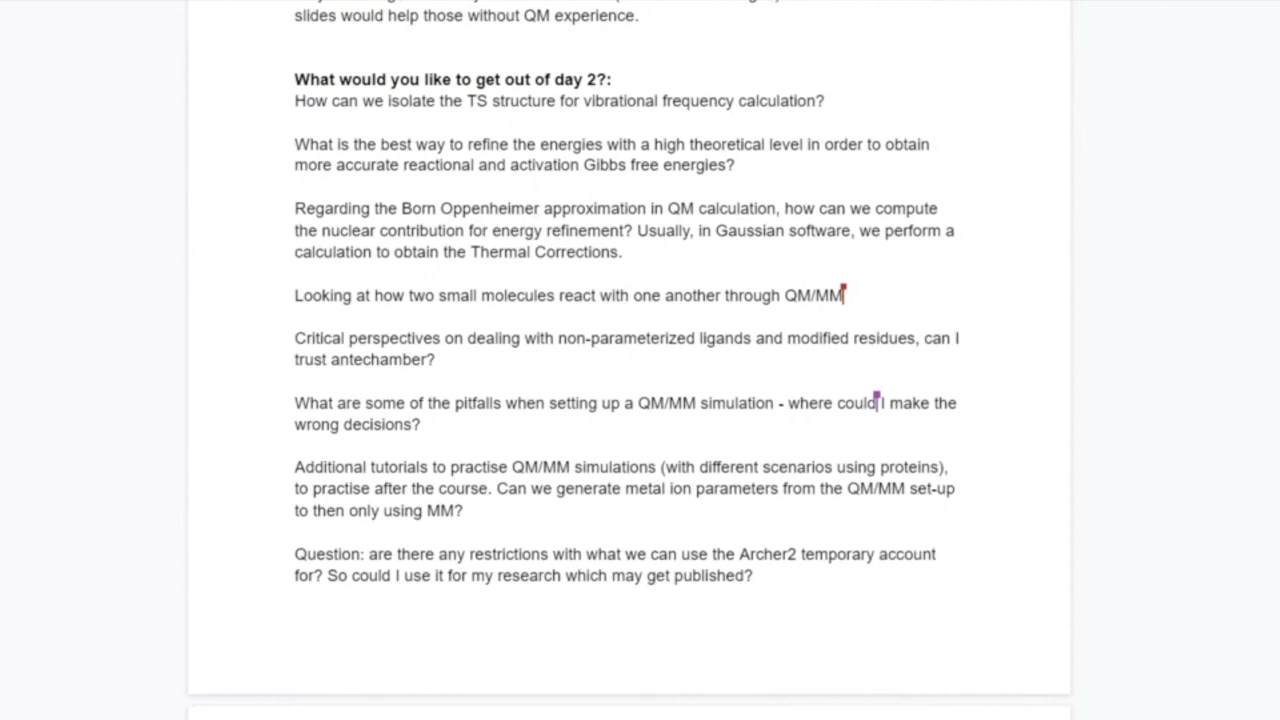 slides would help those without QM experience.
What would you like to get out of day 2?:
How can we isolate the TS structure for vibrational frequency calculation?
What is the best way to refine the energies with a high theoretical level in order to obtain
more accurate reactional and activation Gibbs free energies?
Regarding the Born Oppenheimer approximation in QM calculation, how can we compute
the nuclear contribution for energy refinement? Usually, in Gaussian software, we perform a
calculation to obtain the Thermal Corrections.
Looking at how two small molecules react with one another through QM/MM
Critical perspectives on dealing with non-parameterized ligands and modified residues, can I
trust antechamber?
What are some of the pitfalls when setting up a QM/MM simulation - where could I make the
wrong decisions?
Additional tutorials to practise QM/MM simulations (with different scenarios using proteins),
to practise after the course. Can we generate metal ion parameters from the QM/MM set-up
to then only using MM?
Question: are there any restrictions with what we can use the Archer2 temporary account
for? So could I use it for my research which may get published?